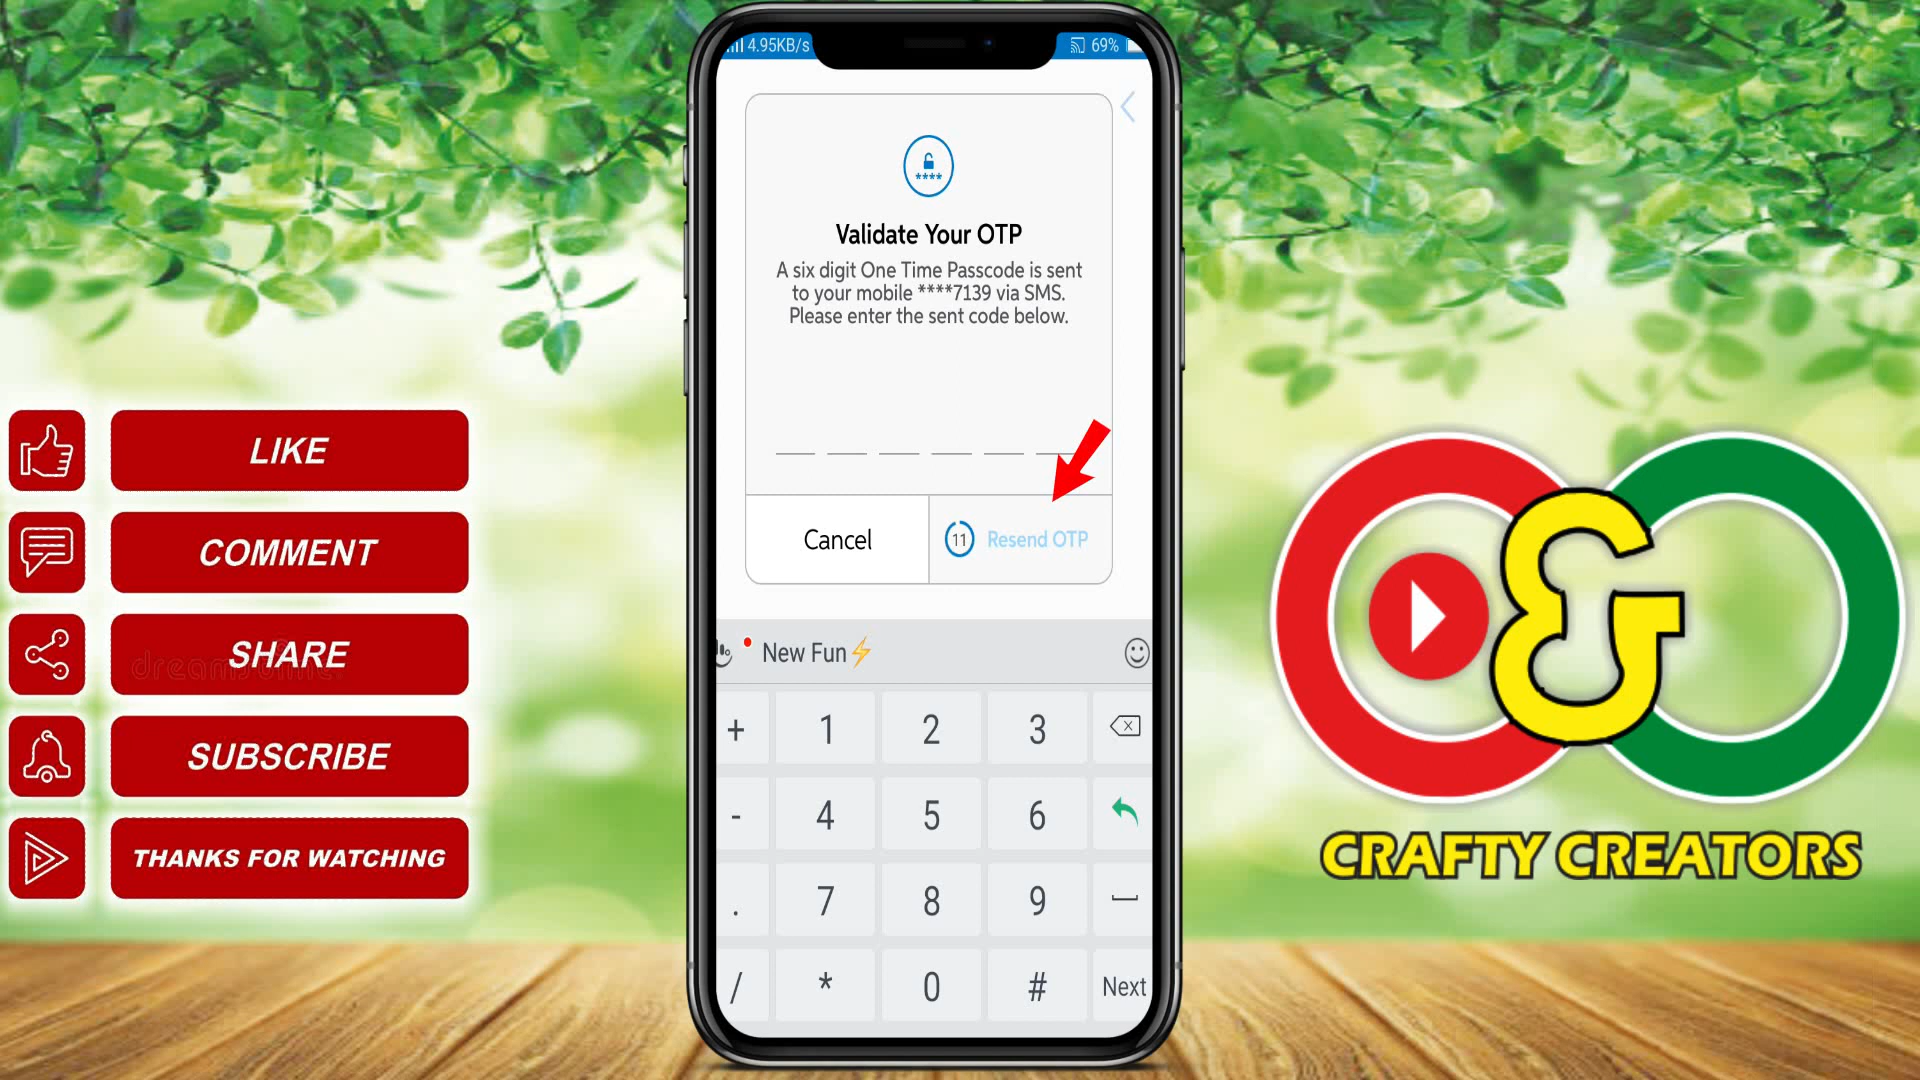 4.95KB/s
69%
****
Validate Your OTP
A six digit One Time Passcode is sent
to your mobile ****7139 via SMS.
Please enter the sent code below.
Cancel
11
Resend OTP
New Fun⚡
+ 1 2 3
- 4 5 6
. 7 8 9
/ * 0 # Next
LIKE
COMMENT
SHARE
dreamstime
SUBSCRIBE
THANKS FOR WATCHING
&
CRAFTY CREATORS